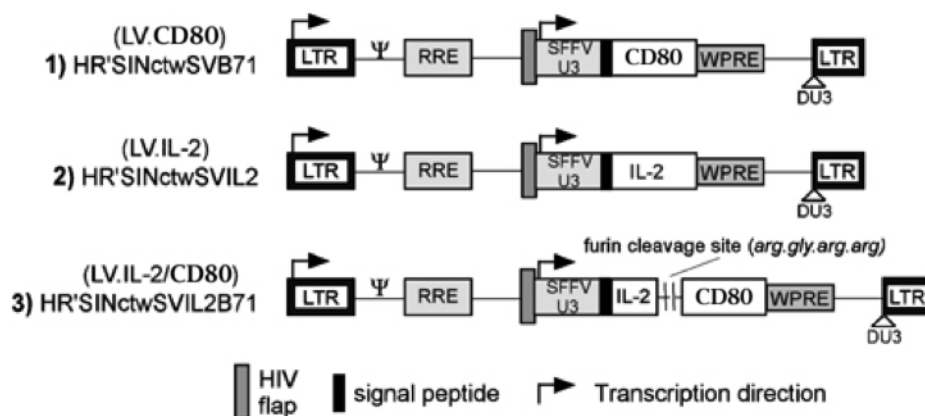 (LV.CD80)
1) HR'SINctwSVB71
LTR Ψ RRE SFFV U3 CD80 WPRE LTR
DU3
(LV.IL-2)
2) HR'SINctwSVIL2
LTR Ψ RRE SFFV U3 IL-2 WPRE LTR
DU3
furin cleavage site (arg.gly.arg.arg)
(LV.IL-2/CD80)
3) HR'SINctwSVIL2B71
LTR Ψ RRE SFFV U3 IL-2 CD80 WPRE LTR
DU3
HIV flap
signal peptide
Transcription direction